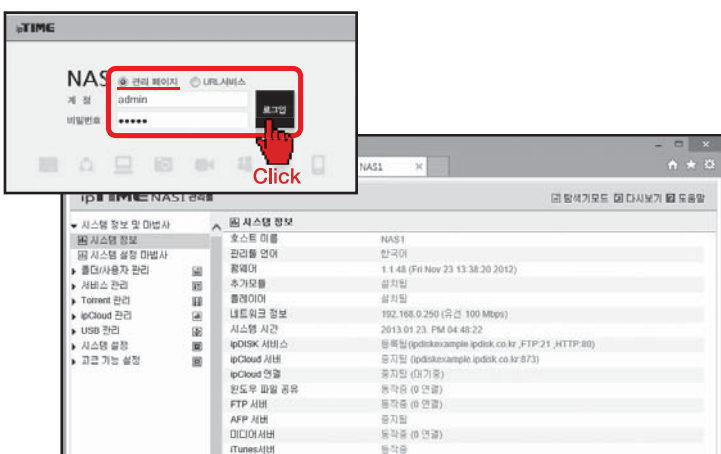 ipTIME
NAS
관리 페이지 URL서비스
계 정 admin
비밀번호 •••••
로그인
Click
NAS1
ipTIME NAS1 관리툴
탐색기모드 다시보기 도움말
시스템 정보 및 마법사
시스템 정보
시스템 설정 마법사
폴더/사용자 관리
서비스 관리
Torrent 관리
ipCloud 관리
USB 관리
시스템 설정
고급 기능 설정
시스템 정보
호스트 이름 NAS1
관리툴 언어 한국어
펌웨어 1.1.48 (Fri Nov 23 13:38:20 2012)
추가모듈 설치됨
플레이어 설치됨
네트워크 정보 192.168.0.250 (유선 100 Mbps)
시스템 시간 2013.01.23. PM 04:48:22
ipDISK 서비스 등록됨(ipdiskexample.ipdisk.co.kr ,FTP:21 ,HTTP:80)
ipCloud 서버 중지됨 (ipdiskexample.ipdisk.co.kr:873)
ipCloud 연결 중지됨 (대기중)
윈도우 파일 공유 동작중 (0 연결)
FTP 서버 동작중 (0 연결)
AFP 서버 중지됨
미디어서버 동작중 (0 연결)
iTunes서버 동작중